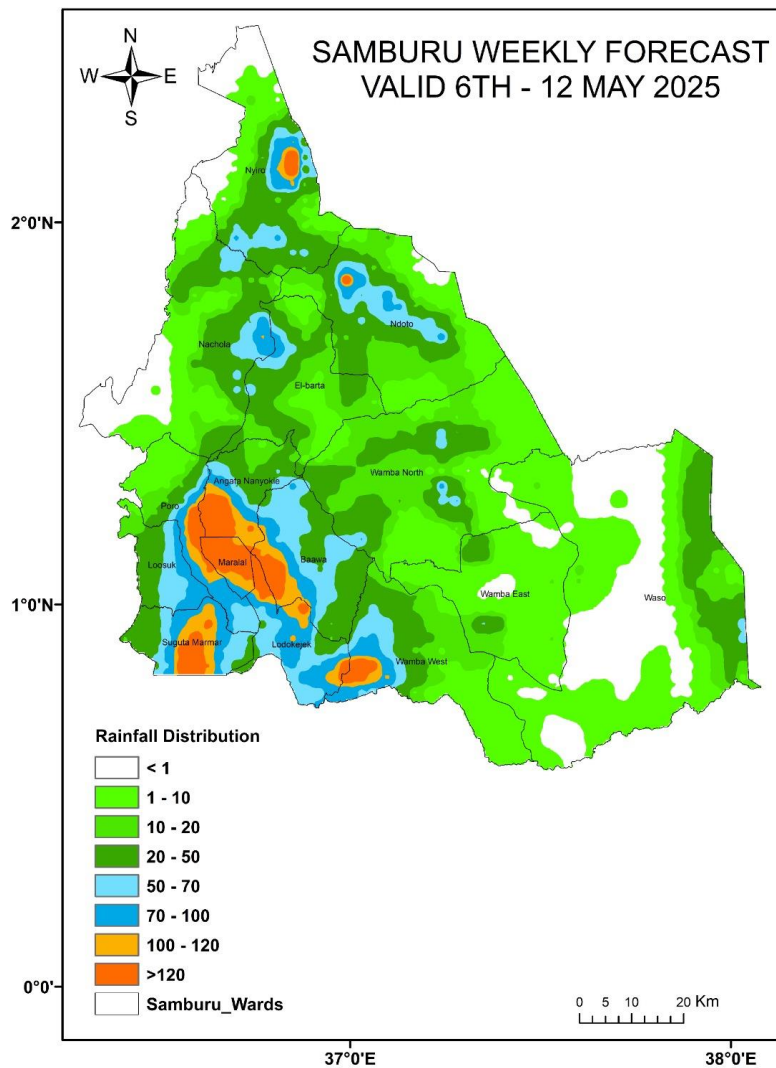 N
W E
S
SAMBURU WEEKLY FORECAST
VALID 6TH - 12 MAY 2025
2°0'N
1°0'N
0°0'
Nyiro
Ndoto
Nachola
El-barta
Wamba North
Angata Nanyokie
Poro
Loosuk
Maralal
Baawa
Wamba East
Waso
Suguta Marmar
Lodokejek
Wamba West
Rainfall Distribution
< 1
1 - 10
10 - 20
20 - 50
50 - 70
70 - 100
100 - 120
>120
Samburu_Wards
0 5 10 20 Km
37°0'E 38°0'E